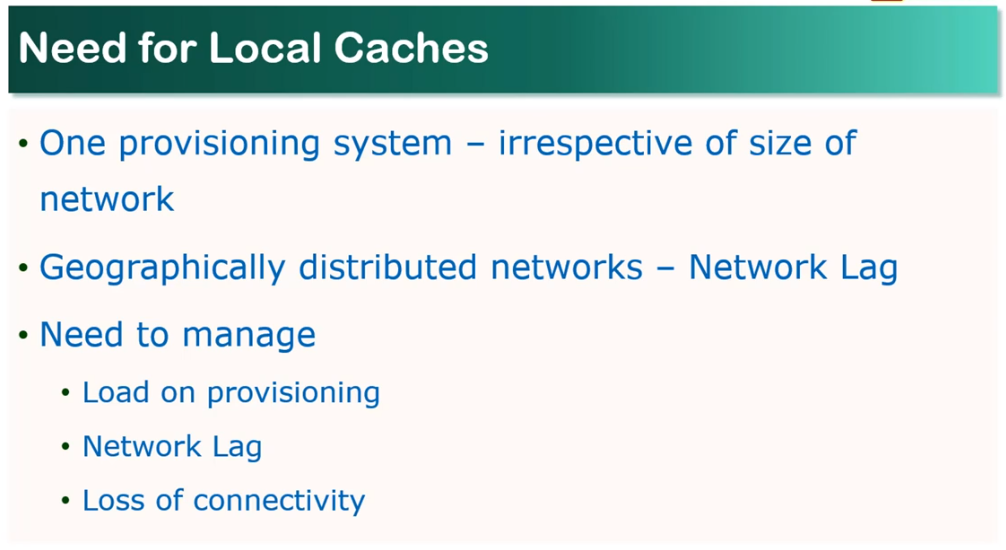 Need for Local Caches
• One provisioning system – irrespective of size of
network
• Geographically distributed networks – Network Lag
• Need to manage
• Load on provisioning
• Network Lag
• Loss of connectivity